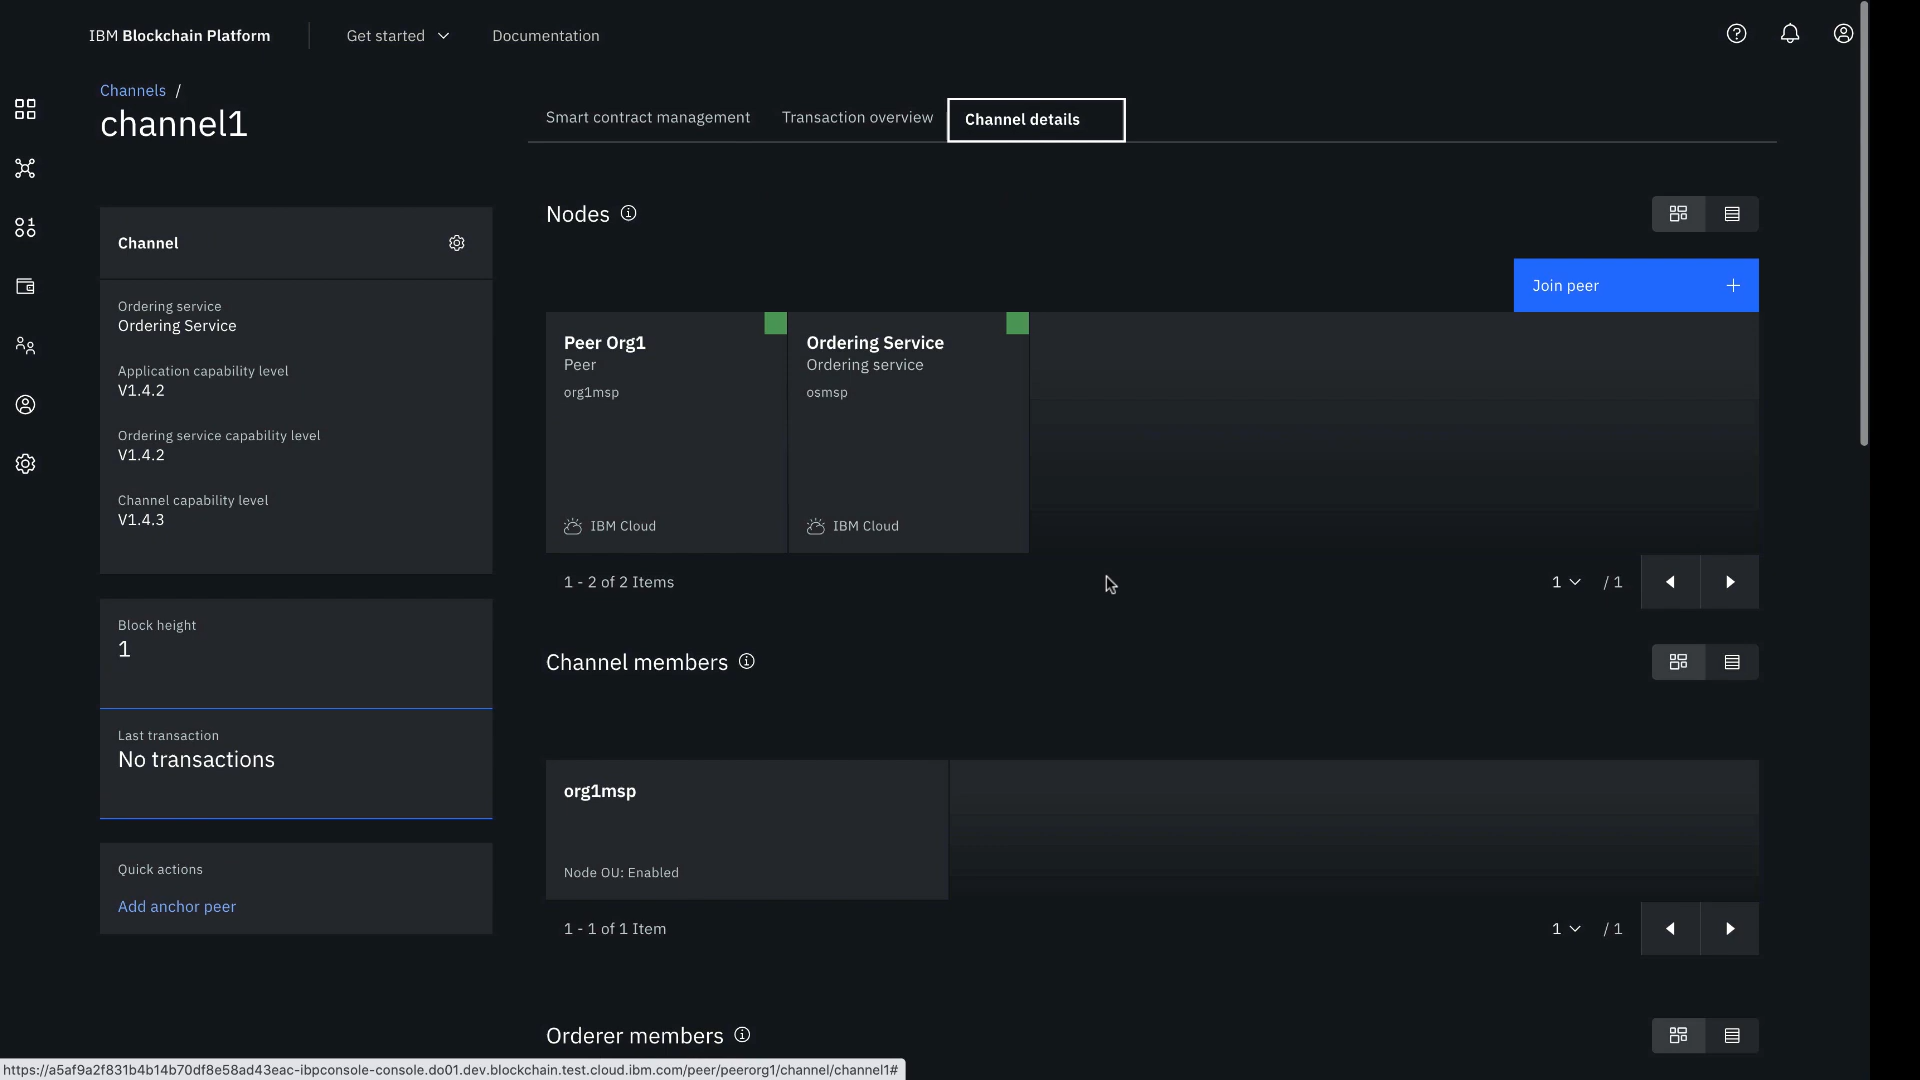 IBM Blockchain Platform
Get started
Documentation
Channels /
channel1
Smart contract management
Transaction overview
Channel details
Channel
Ordering service
Ordering Service
Application capability level
V1.4.2
Ordering service capability level
V1.4.2
Channel capability level
V1.4.3
Block height
1
Last transaction
No transactions
Quick actions
Add anchor peer
Nodes
Join peer +
Peer Org1
Peer
org1msp
IBM Cloud
Ordering Service
Ordering service
osmsp
IBM Cloud
1 - 2 of 2 Items
1 / 1
Channel members
org1msp
Node OU: Enabled
1 - 1 of 1 Item
1 / 1
Orderer members
https://a5af9a2f831b4b14b70df8e58ad43eac-ibpconsole-console.do01.dev.blockchain.test.cloud.ibm.com/peer/peerorg1/channel/channel1#